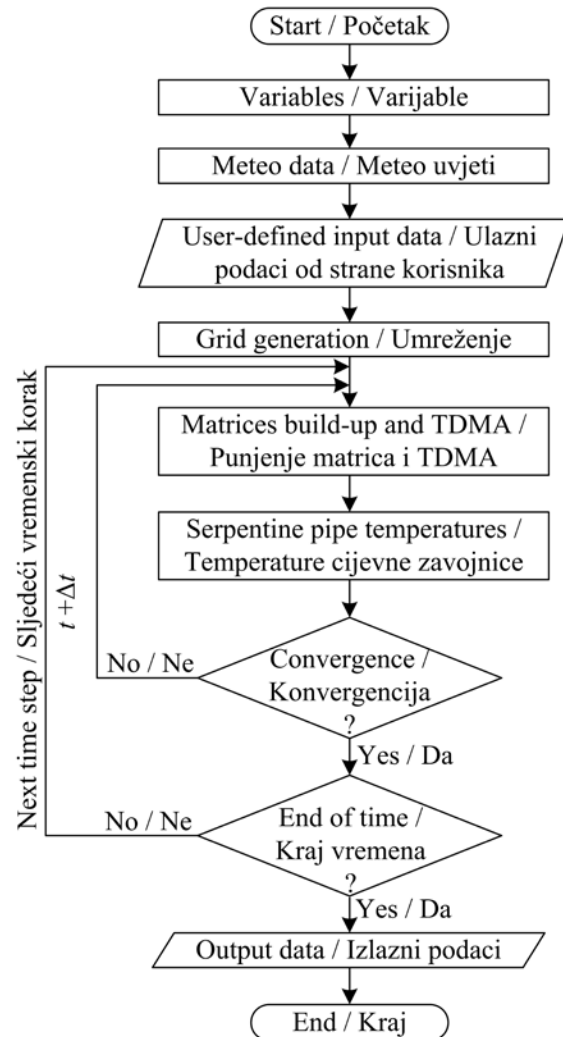 Start / Početak
Variables / Varijable
Meteo data / Meteo uvjeti
User-defined input data / Ulazni
podaci od strane korisnika
Grid generation / Umreženje
Matrices build-up and TDMA /
Punjenje matrica i TDMA
Serpentine pipe temperatures /
Temperature cijevne zavojnice
Convergence /
Konvergencija
?
No / Ne
Yes / Da
Next time step / Sljedeći vremenski korak
t +Δt
End of time /
Kraj vremena
?
No / Ne
Yes / Da
Output data / Izlazni podaci
End / Kraj